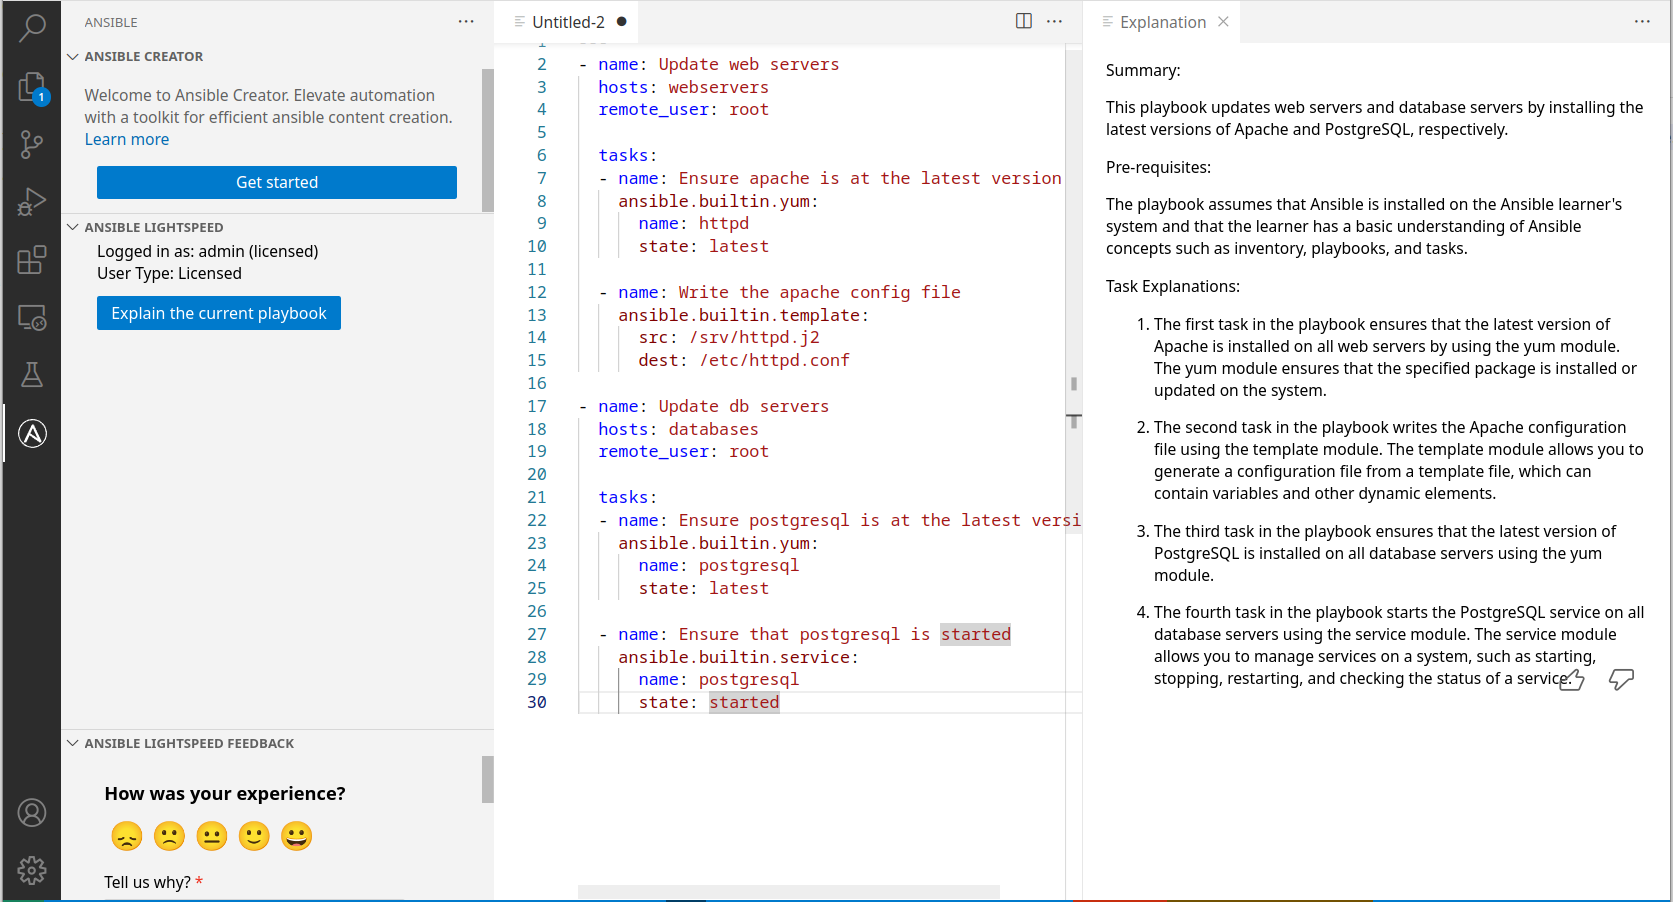 ANSIBLE
ANSIBLE CREATOR
Welcome to Ansible Creator. Elevate automation
with a toolkit for efficient ansible content creation.
Learn more
Get started
ANSIBLE LIGHTSPEED
Logged in as: admin (licensed)
User Type: Licensed
Explain the current playbook
ANSIBLE LIGHTSPEED FEEDBACK
How was your experience?
Tell us why? *
1
Untitled-2
1 ---
2 - name: Update web servers
3 hosts: webservers
4 remote_user: root
5
6 tasks:
7 - name: Ensure apache is at the latest version
8 ansible.builtin.yum:
9 name: httpd
10 state: latest
11
12 - name: Write the apache config file
13 ansible.builtin.template:
14 src: /srv/httpd.j2
15 dest: /etc/httpd.conf
16
17 - name: Update db servers
18 hosts: databases
19 remote_user: root
20
21 tasks:
22 - name: Ensure postgresql is at the latest versi
23 ansible.builtin.yum:
24 name: postgresql
25 state: latest
26
27 - name: Ensure that postgresql is started
28 ansible.builtin.service:
29 name: postgresql
30 state: started
Explanation
Summary:
This playbook updates web servers and database servers by installing the
latest versions of Apache and PostgreSQL, respectively.
Pre-requisites:
The playbook assumes that Ansible is installed on the Ansible learner's
system and that the learner has a basic understanding of Ansible
concepts such as inventory, playbooks, and tasks.
Task Explanations:
1. The first task in the playbook ensures that the latest version of
Apache is installed on all web servers by using the yum module.
The yum module ensures that the specified package is installed or
updated on the system.
2. The second task in the playbook writes the Apache configuration
file using the template module. The template module allows you to
generate a configuration file from a template file, which can
contain variables and other dynamic elements.
3. The third task in the playbook ensures that the latest version of
PostgreSQL is installed on all database servers using the yum
module.
4. The fourth task in the playbook starts the PostgreSQL service on all
database servers using the service module. The service module
allows you to manage services on a system, such as starting,
stopping, restarting, and checking the status of a service.